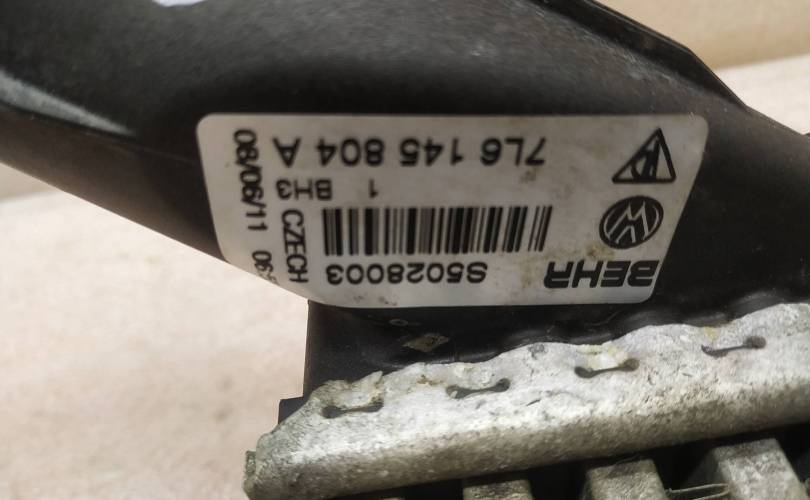 BEHR S5028003
1 BH3
7L6 145 804 A
CZECH
08/06/11